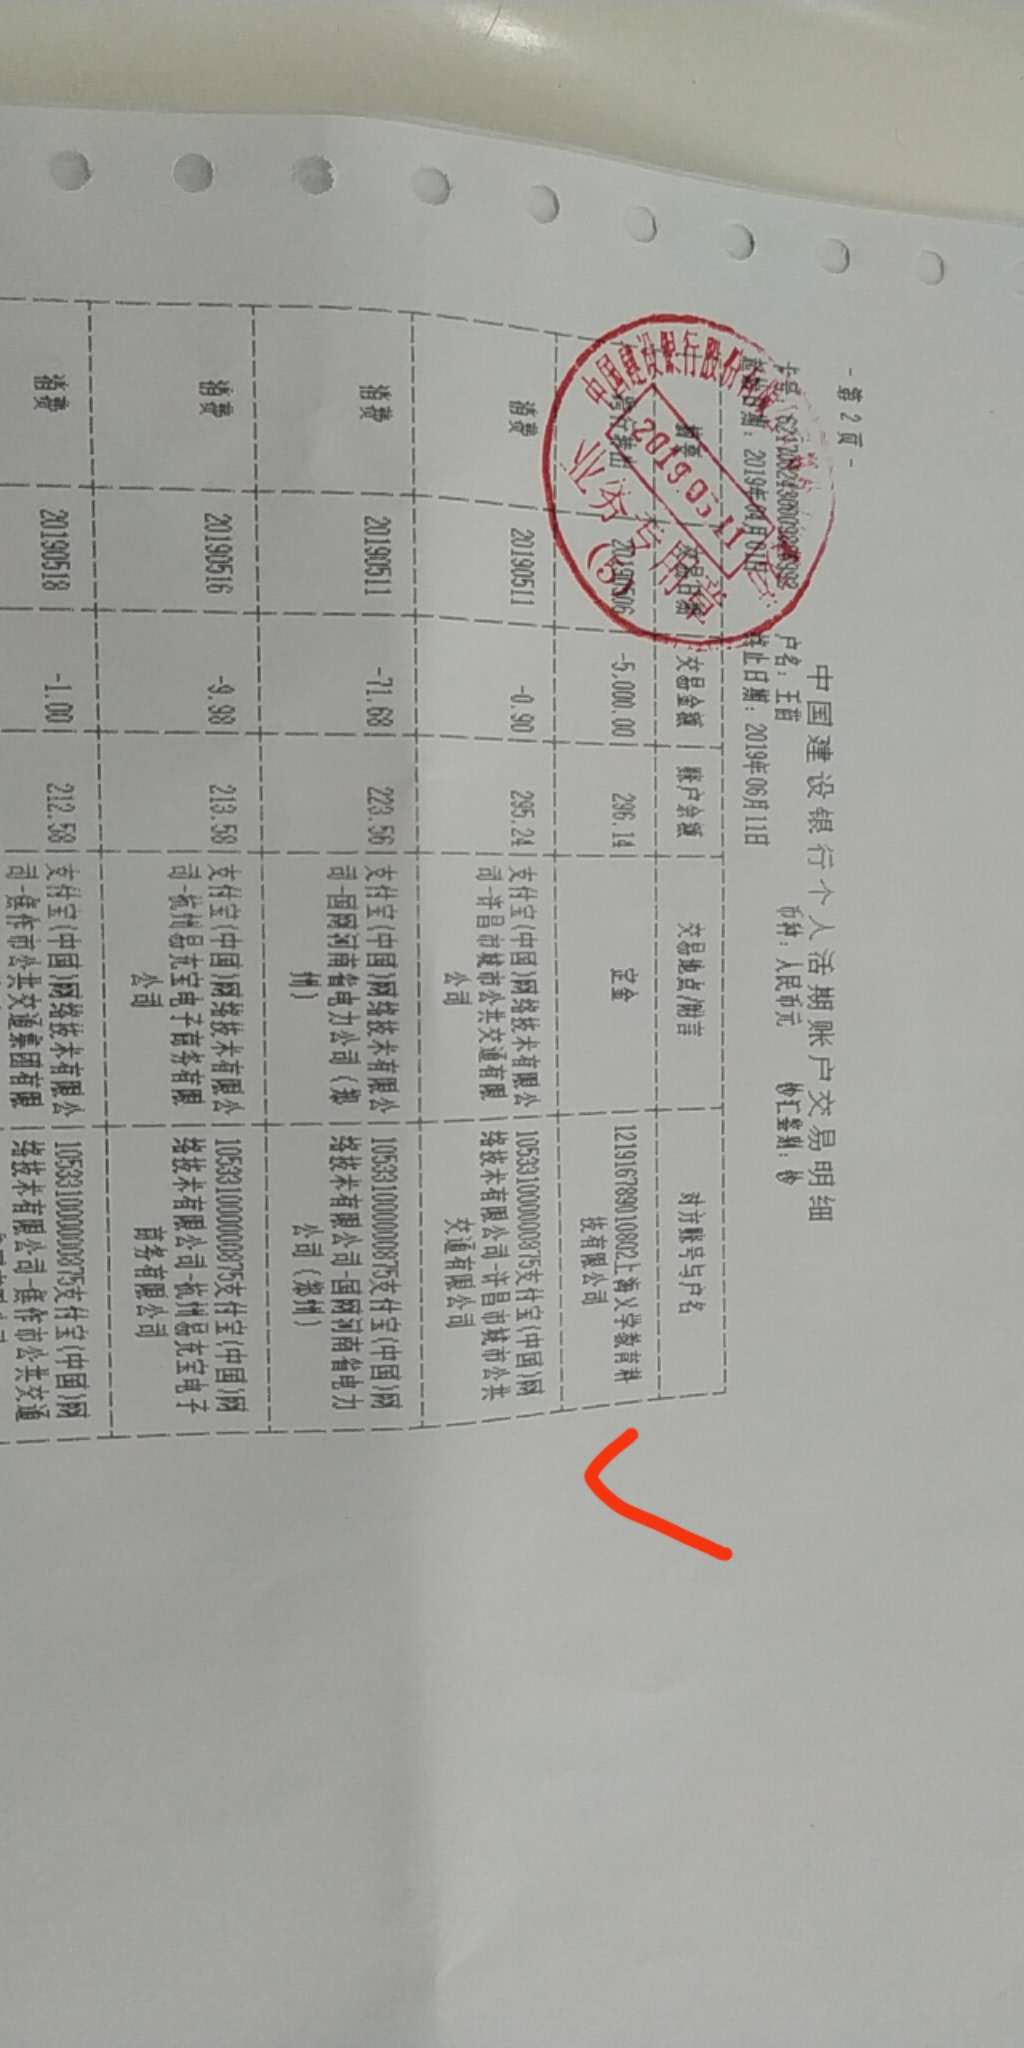 - 第 2 页 -
中国建设银行个人活期账户交易明细
卡号: 户名: 王苗 币种: 人民币元 钞汇鉴别: 钞
起始日期: 2019年01月01日 终止日期: 2019年06月11日
摘要 交易日期 交易金额 账户余额 交易地点/附言 对方账号与户名
跨行转出 20190506 -5,000.00 296.14 定金 121916789010802上海乂学教育科
技有限公司
消费 20190511 -0.90 295.24 支付宝(中国)网络技术有限公 105331000000875支付宝(中国)网
司-许昌市城市公共交通有限 络技术有限公司-许昌市城市公共
公司 交通有限公司
消费 20190511 -71.68 223.56 支付宝(中国)网络技术有限公 105331000000875支付宝(中国)网
司-国网河南省电力公司（郑 络技术有限公司-国网河南省电力
州） 公司（郑州）
消费 20190516 -9.98 213.58 支付宝(中国)网络技术有限公 105331000000875支付宝(中国)网
司-杭州易充宝电子商务有限 络技术有限公司-杭州易充宝电子
公司 商务有限公司
消费 20190518 -1.00 212.58 支付宝(中国)网络技术有限公 105331000000875支付宝(中国)网
司-焦作市公共交通集团有限 络技术有限公司-焦作市公共交通
中国建设银行股份有限
业务专用章
(5)